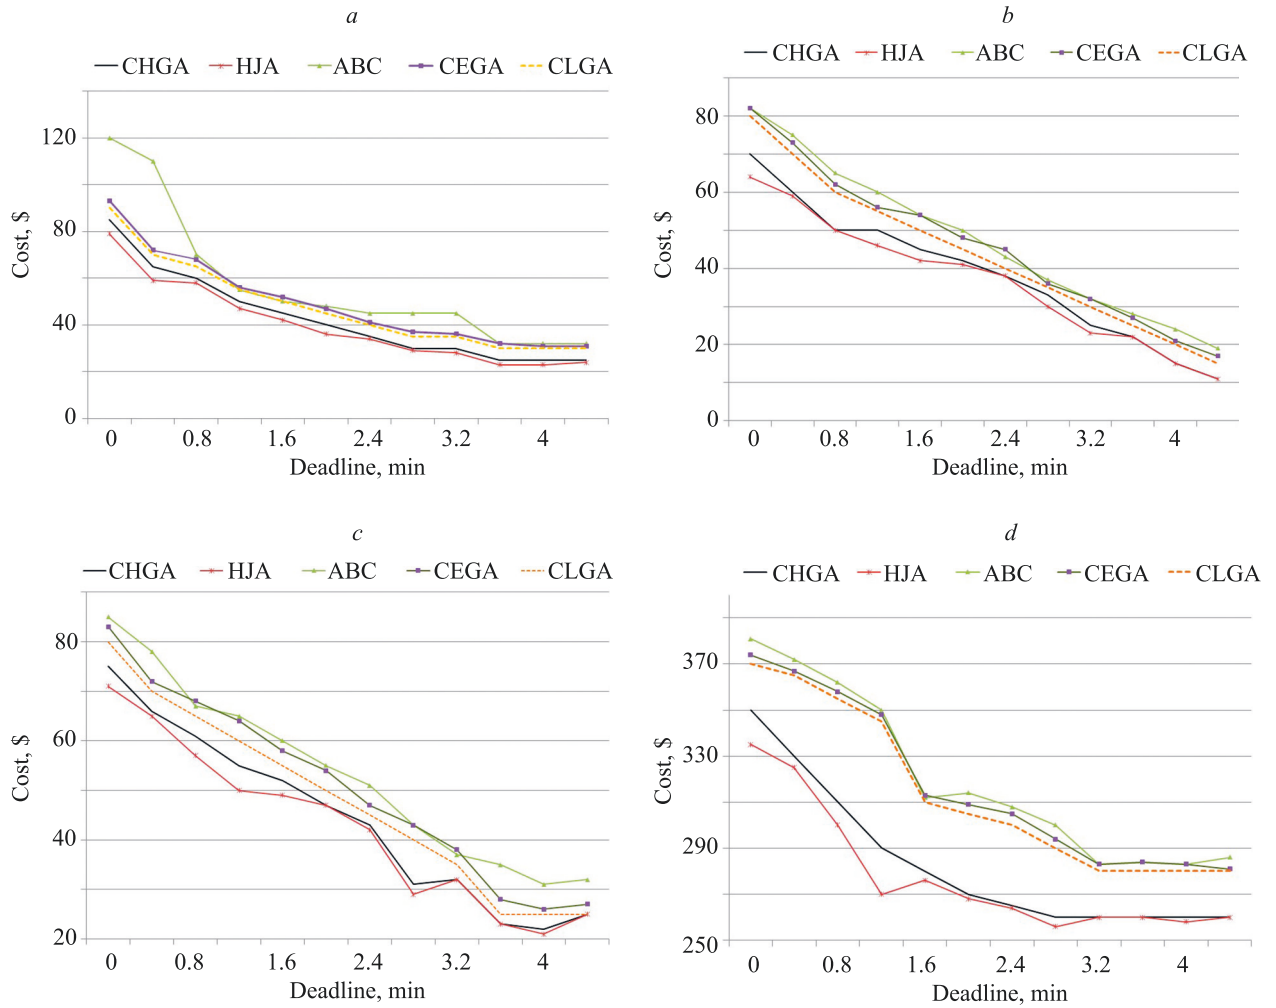 a
CHGA HJA ABC CEGA CLGA
120
80
40
0
Cost, $
0 0.8 1.6 2.4 3.2 4
Deadline, min
b
CHGA HJA ABC CEGA CLGA
80
60
40
20
0
Cost, $
0 0.8 1.6 2.4 3.2 4
Deadline, min
c
CHGA HJA ABC CEGA CLGA
80
60
40
20
Cost, $
0 0.8 1.6 2.4 3.2 4
Deadline, min
d
CHGA HJA ABC CEGA CLGA
370
330
290
250
Cost, $
0 0.8 1.6 2.4 3.2 4
Deadline, min